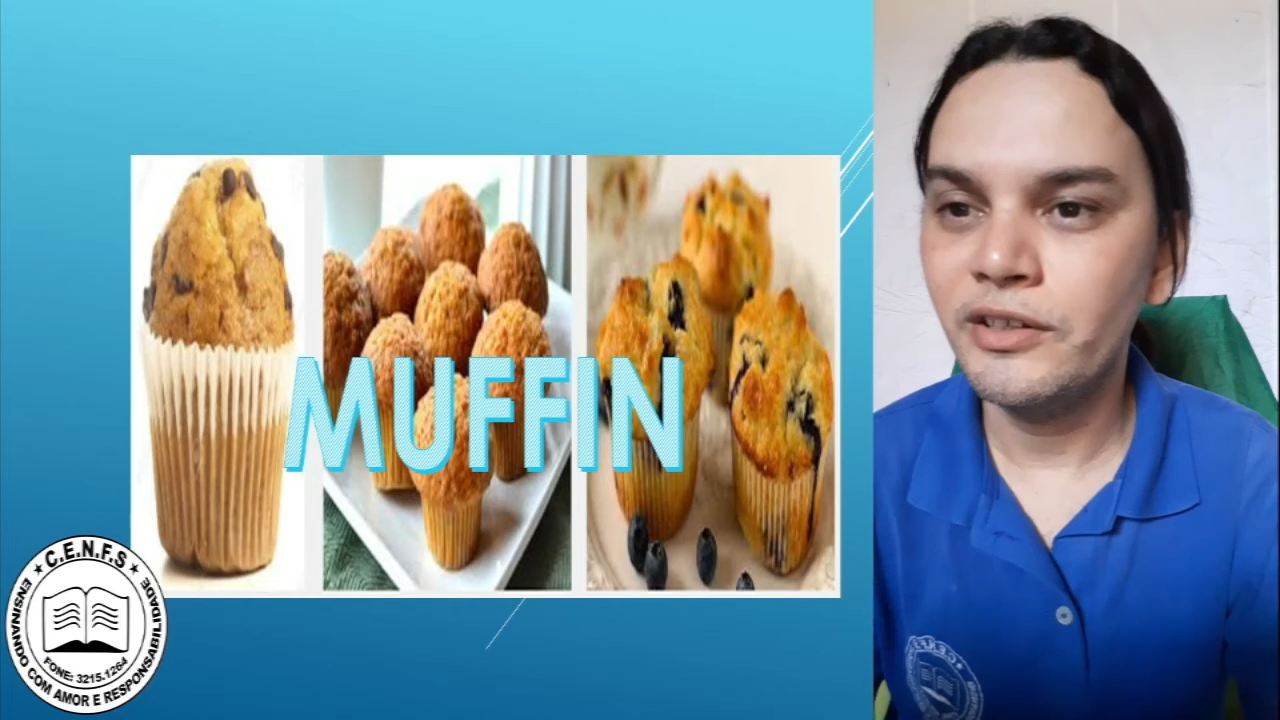 MUFFIN
★ C.E.N.F.S ★
ENSINANDO COM AMOR E RESPONSABILIDADE
FONE: 3215.1264